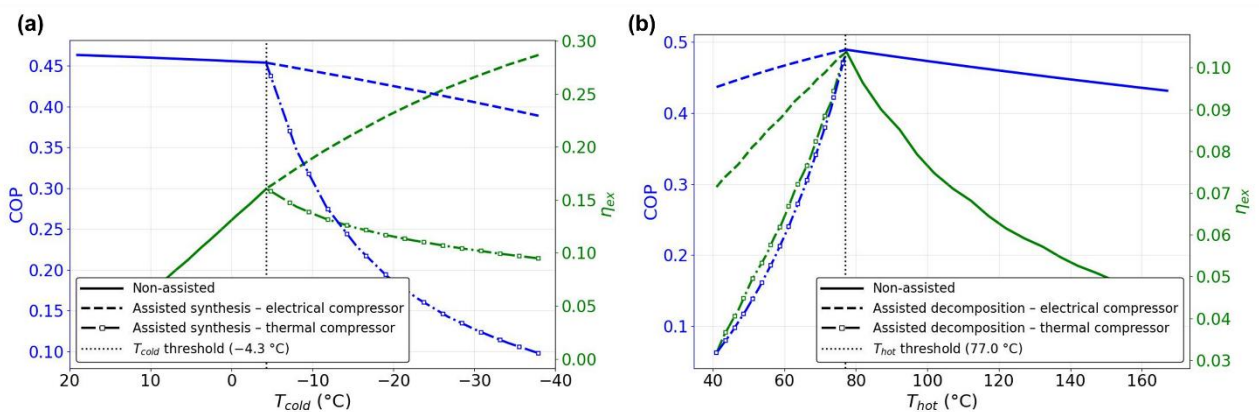 (a)
0.45
0.40
0.35
0.30
0.25
0.20
0.15
0.10
COP
0.30
0.25
0.20
0.15
0.10
0.05
0.00
η_ex
Non-assisted
Assisted synthesis – electrical compressor
Assisted synthesis – thermal compressor
T_cold threshold (−4.3 °C)
20 10 0 −10 −20 −30 −40
T_cold (°C)
(b)
0.5
0.4
0.3
0.2
0.1
COP
0.10
0.09
0.08
0.07
0.06
0.05
0.04
0.03
η_ex
Non-assisted
Assisted decomposition – electrical compressor
Assisted decomposition – thermal compressor
T_hot threshold (77.0 °C)
40 60 80 100 120 140 160
T_hot (°C)